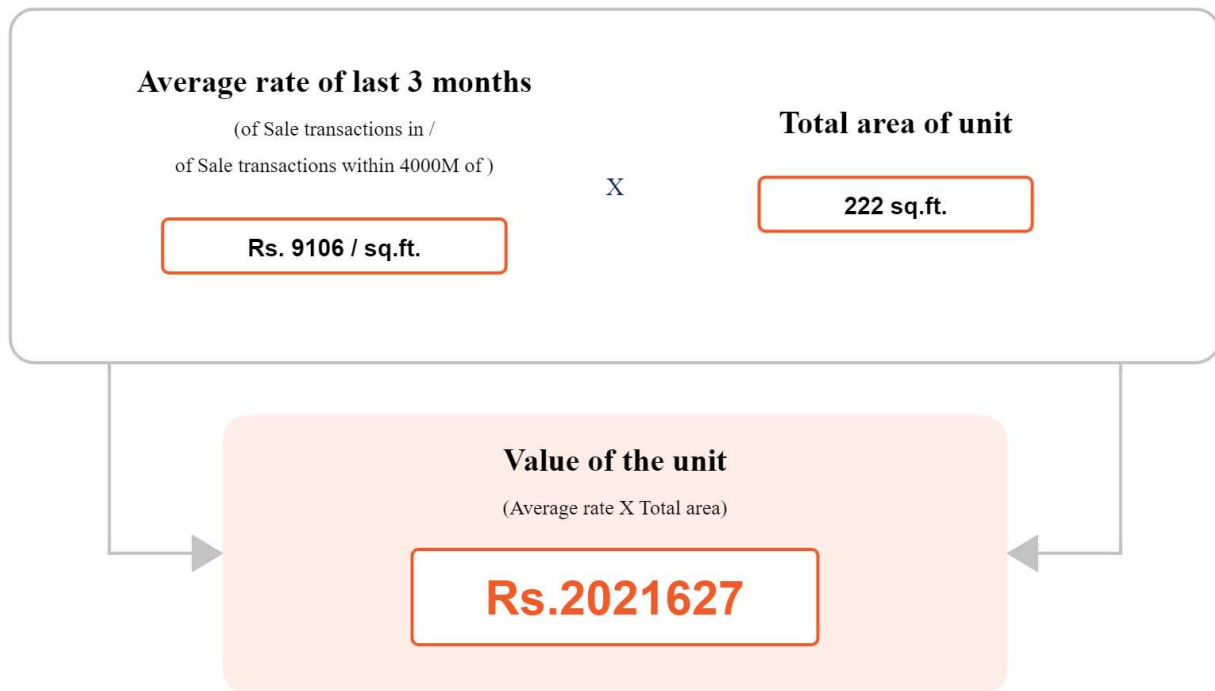 Average rate of last 3 months
(of Sale transactions in /
of Sale transactions within 4000M of )
Rs. 9106 / sq.ft.
X
Total area of unit
222 sq.ft.
Value of the unit
(Average rate X Total area)
Rs.2021627